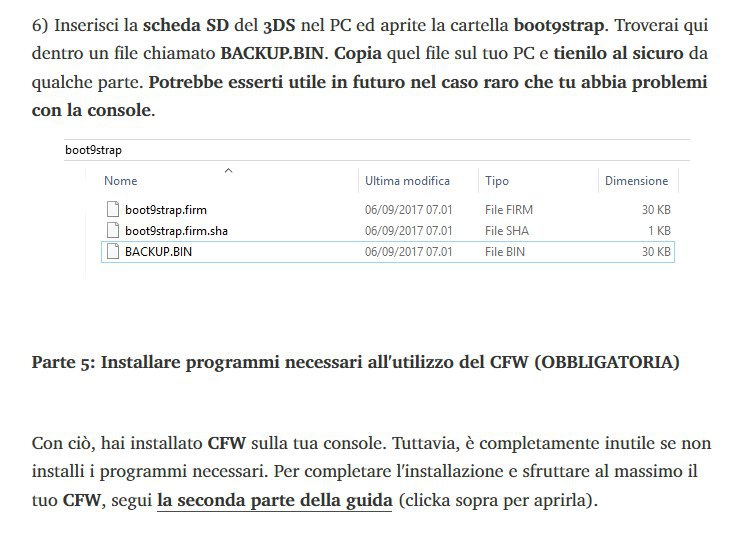 6) Inserisci la scheda SD del 3DS nel PC ed aprite la cartella boot9strap. Troverai qui
dentro un file chiamato BACKUP.BIN. Copia quel file sul tuo PC e tienilo al sicuro da
qualche parte. Potrebbe esserti utile in futuro nel caso raro che tu abbia problemi
con la console.
boot9strap
Nome Ultima modifica Tipo Dimensione
boot9strap.firm 06/09/2017 07.01 File FIRM 30 KB
boot9strap.firm.sha 06/09/2017 07.01 File SHA 1 KB
BACKUP.BIN 06/09/2017 07.01 File BIN 30 KB
Parte 5: Installare programmi necessari all'utilizzo del CFW (OBBLIGATORIA)
Con ciò, hai installato CFW sulla tua console. Tuttavia, è completamente inutile se non
installi i programmi necessari. Per completare l'installazione e sfruttare al massimo il
tuo CFW, segui la seconda parte della guida (clicka sopra per aprirla).